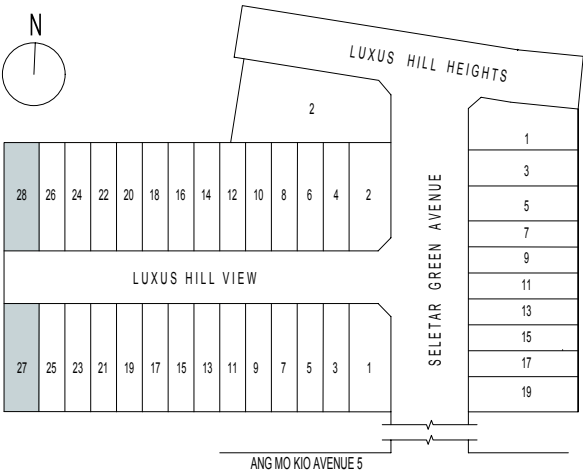 N
LUXUS HILL HEIGHTS
2
1
3
5
7
9
11
13
15
17
19
28 26 24 22 20 18 16 14 12 10 8 6 4 2
LUXUS HILL VIEW
SELETAR GREEN AVENUE
27 25 23 21 19 17 15 13 11 9 7 5 3 1
ANG MO KIO AVENUE 5